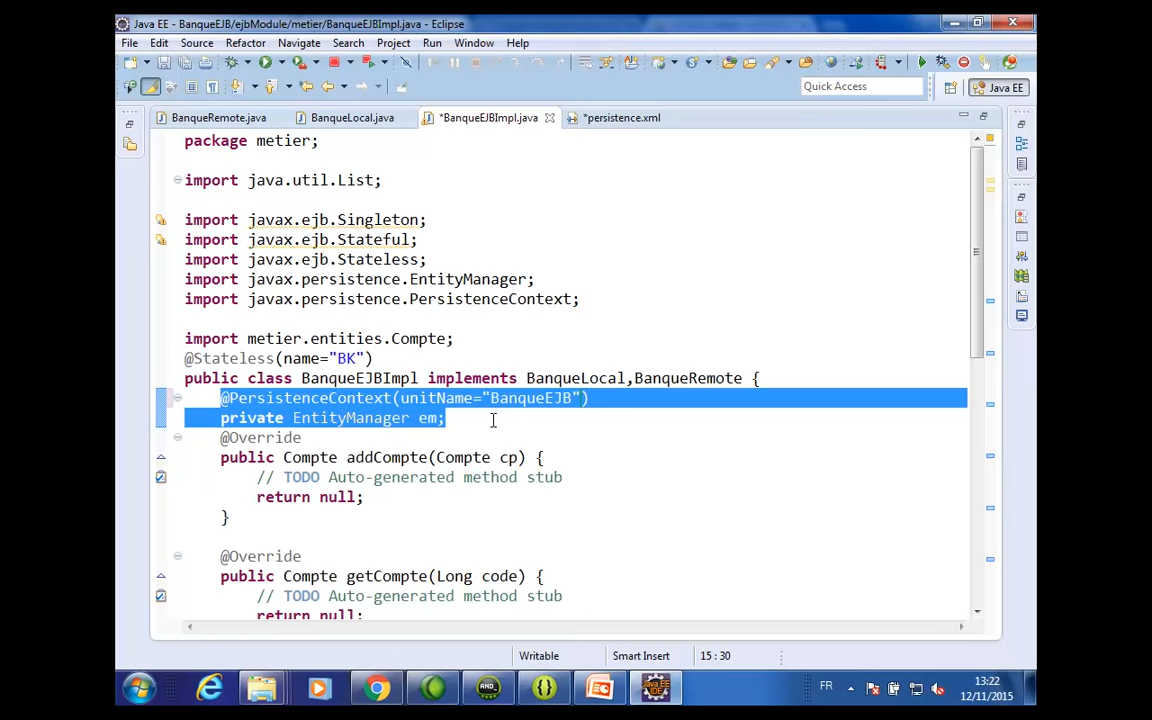 Java EE - BanqueEJB/ejbModule/metier/BanqueEJBImpl.java - Eclipse
File Edit Source Refactor Navigate Search Project Run Window Help
Quick Access
Java EE
BanqueRemote.java BanqueLocal.java *BanqueEJBImpl.java *persistence.xml
package metier;
import java.util.List;
import javax.ejb.Singleton;
import javax.ejb.Stateful;
import javax.ejb.Stateless;
import javax.persistence.EntityManager;
import javax.persistence.PersistenceContext;
import metier.entities.Compte;
@Stateless(name="BK")
public class BanqueEJBImpl implements BanqueLocal,BanqueRemote {
@PersistenceContext(unitName="BanqueEJB")
private EntityManager em;
@Override
public Compte addCompte(Compte cp) {
// TODO Auto-generated method stub
return null;
}
@Override
public Compte getCompte(Long code) {
// TODO Auto-generated method stub
return null;
Writable Smart Insert 15 : 30
FR 13:22
12/11/2015